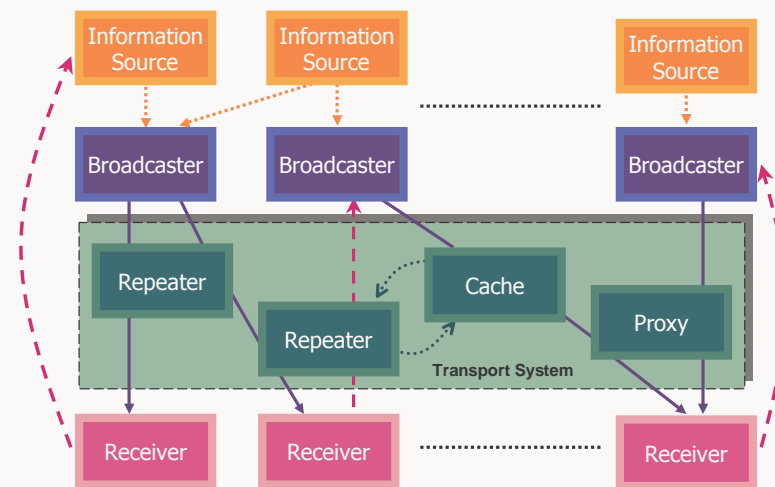 Information
Source
Information
Source
Information
Source
Broadcaster
Broadcaster
Broadcaster
Repeater
Cache
Repeater
Proxy
Transport System
Receiver
Receiver
Receiver